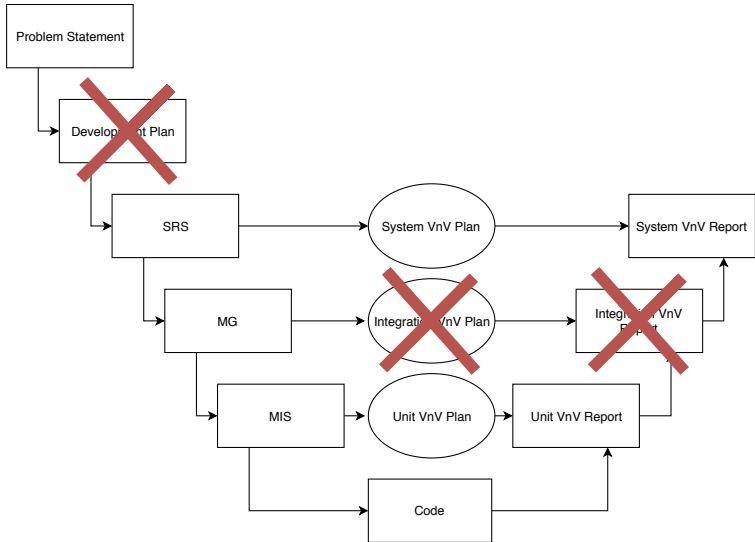 Problem Statement
Development Plan
SRS
System VnV Plan
System VnV Report
MG
Integration VnV Plan
Integration VnV
Report
MIS
Unit VnV Plan
Unit VnV Report
Code